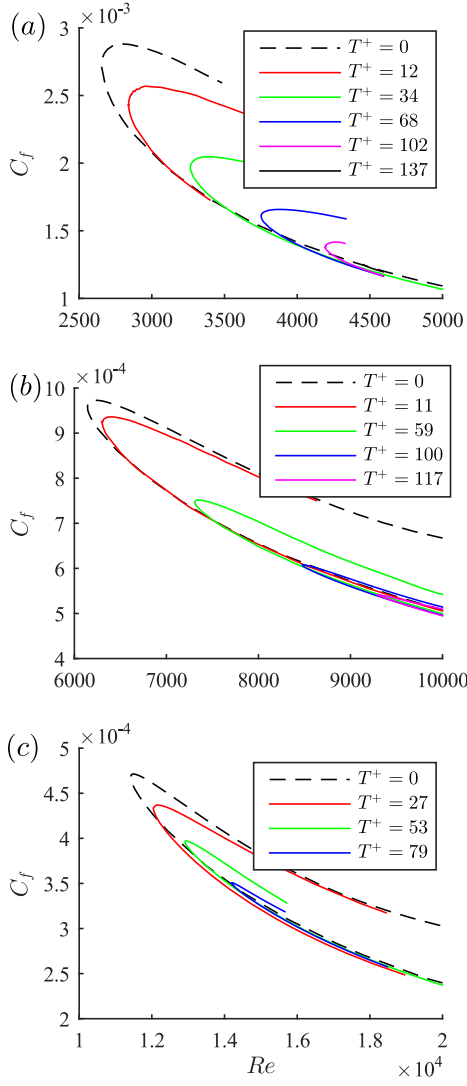 (a)
×10⁻³
3
2.5
2
1.5
1
C_f
2500 3000 3500 4000 4500 5000
T⁺ = 0
T⁺ = 12
T⁺ = 34
T⁺ = 68
T⁺ = 102
T⁺ = 137
(b)
×10⁻⁴
10
9
8
7
6
5
4
C_f
6000 7000 8000 9000 10000
T⁺ = 0
T⁺ = 11
T⁺ = 59
T⁺ = 100
T⁺ = 117
(c)
×10⁻⁴
5
4.5
4
3.5
3
2.5
2
C_f
1 1.2 1.4 1.6 1.8 2
Re
×10⁴
T⁺ = 0
T⁺ = 27
T⁺ = 53
T⁺ = 79